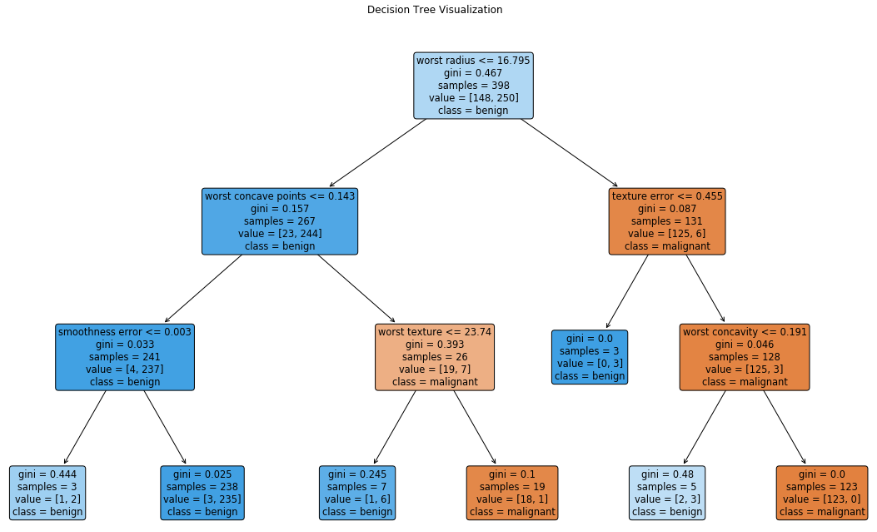 Decision Tree Visualization
worst radius <= 16.795
gini = 0.467
samples = 398
value = [148, 250]
class = benign
worst concave points <= 0.143
gini = 0.157
samples = 267
value = [23, 244]
class = benign
texture error <= 0.455
gini = 0.087
samples = 131
value = [125, 6]
class = malignant
smoothness error <= 0.003
gini = 0.033
samples = 241
value = [4, 237]
class = benign
worst texture <= 23.74
gini = 0.393
samples = 26
value = [19, 7]
class = malignant
gini = 0.0
samples = 3
value = [0, 3]
class = benign
worst concavity <= 0.191
gini = 0.046
samples = 128
value = [125, 3]
class = malignant
gini = 0.444
samples = 3
value = [1, 2]
class = benign
gini = 0.025
samples = 238
value = [3, 235]
class = benign
gini = 0.245
samples = 7
value = [1, 6]
class = benign
gini = 0.1
samples = 19
value = [18, 1]
class = malignant
gini = 0.48
samples = 5
value = [2, 3]
class = benign
gini = 0.0
samples = 123
value = [123, 0]
class = malignant